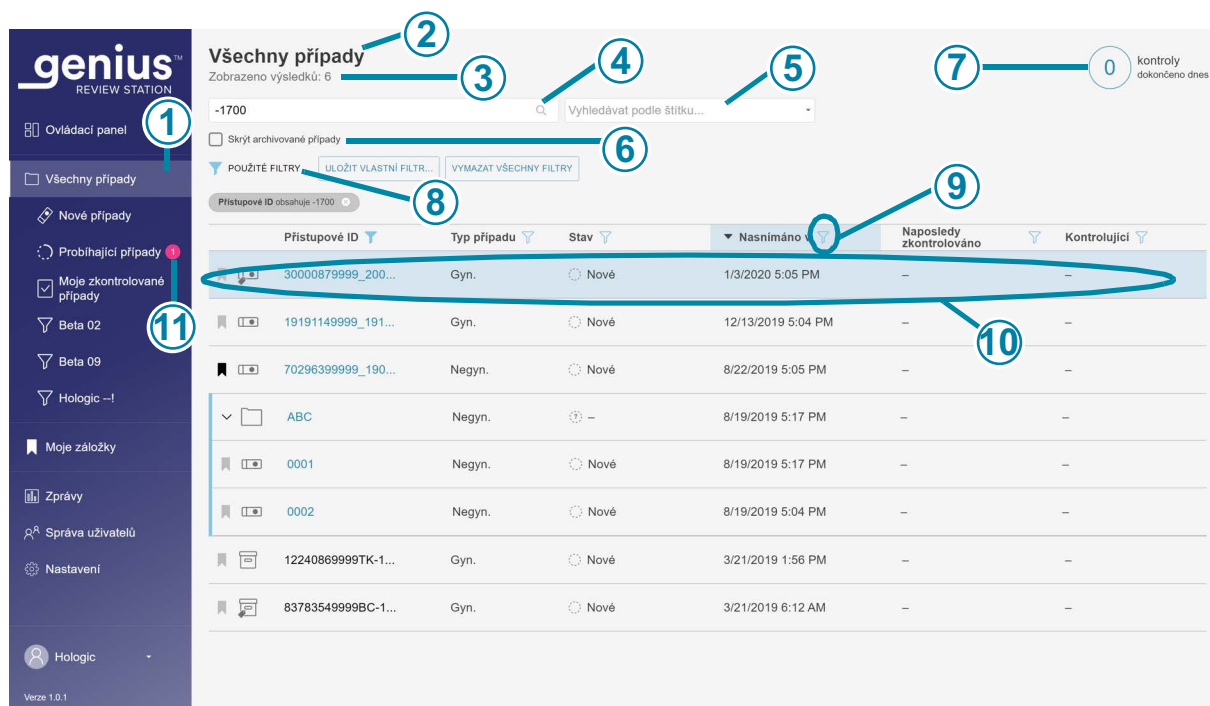 genius™
REVIEW STATION
Ovládací panel
Všechny případy
Nové případy
Probíhající případy 1
Moje zkontrolované
případy
Beta 02
Beta 09
Hologic --!
Moje záložky
Zprávy
Správa uživatelů
Nastavení
Hologic
Verze 1.0.1
1
11
Všechny případy
Zobrazeno výsledků: 6
2
3
4
5
6
7
8
9
10
0 kontroly
dokončeno dnes
-1700
Vyhledávat podle štítku...
Skrýt archivované případy
POUŽITÉ FILTRY
ULOŽIT VLASTNÍ FILTR...
VYMAZAT VŠECHNY FILTRY
Přístupové ID obsahuje -1700
Přístupové ID Typ případu Stav Nasnímáno v Naposledy
zkontrolováno Kontrolující
30000879999_200... Gyn. Nové 1/3/2020 5:05 PM – –
19191149999_191... Gyn. Nové 12/13/2019 5:04 PM – –
70296399999_190... Negyn. Nové 8/22/2019 5:05 PM – –
ABC Negyn. ? – 8/19/2019 5:17 PM – –
0001 Negyn. Nové 8/19/2019 5:17 PM – –
0002 Negyn. Nové 8/19/2019 5:04 PM – –
12240869999TK-1... Gyn. Nové 3/21/2019 1:56 PM – –
83783549999BC-1... Gyn. Nové 3/21/2019 6:12 AM – –